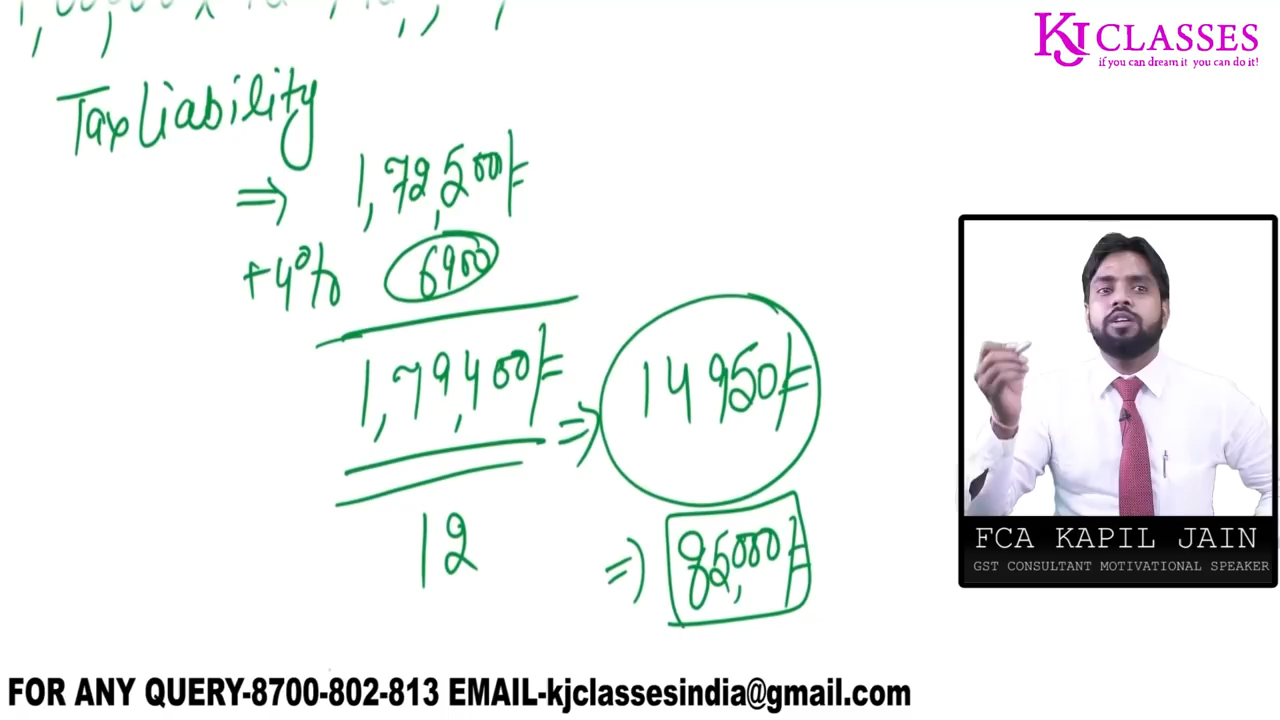 KJ CLASSES
if you can dream it you can do it!
Tax Liability
⇒ 1,72,500/=
+4% 6900
1,79,400/= ⇒ 14950/=
12
⇒ 85,000/=
FCA KAPIL JAIN
GST CONSULTANT MOTIVATIONAL SPEAKER
FOR ANY QUERY-8700-802-813 EMAIL-kjclassesindia@gmail.com